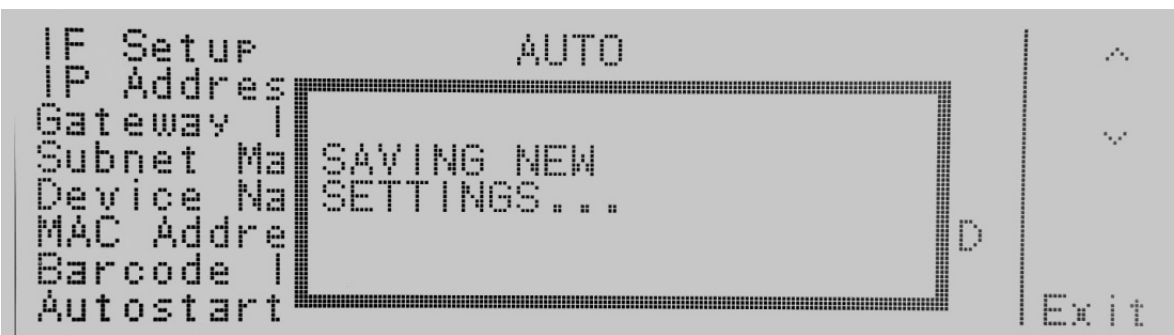 IF Setup AUTO
IP Addres
Gateway I
Subnet Ma
SAVING NEW
Device Na
SETTINGS...
MAC Addre D
Barcode I
Autostart
Exit